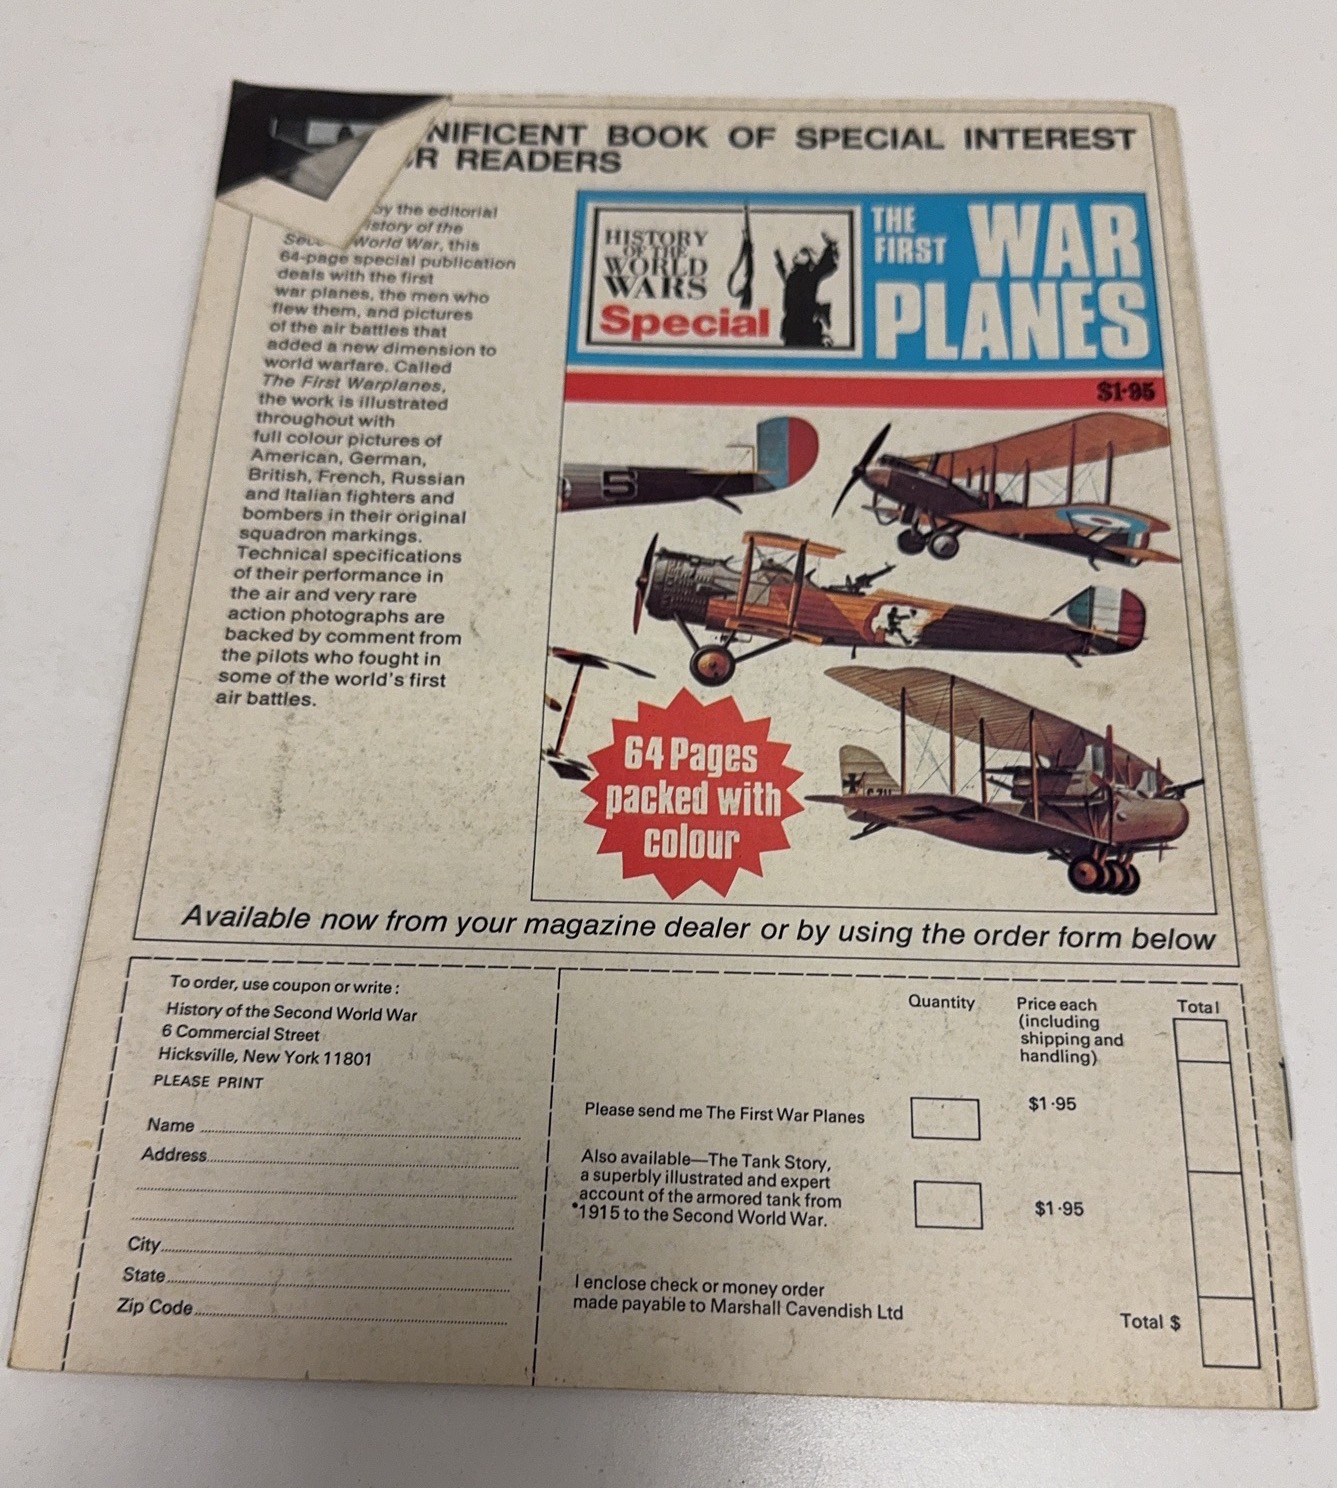 NIFICENT BOOK OF SPECIAL INTEREST
R READERS
by the editorial
istory of the
World War, this
64-page special publication
deals with the first
war planes, the men who
flew them, and pictures
of the air battles that
added a new dimension to
world warfare. Called
The First Warplanes,
the work is illustrated
throughout with
full colour pictures of
American, German,
British, French, Russian
and Italian fighters and
bombers in their original
squadron markings.
Technical specifications
of their performance in
the air and very rare
action photographs are
backed by comment from
the pilots who fought in
some of the world's first
air battles.
HISTORY
OF THE
WORLD
WARS
Special
THE
FIRST
WAR
PLANES
$1·95
5
64 Pages
packed with
colour
Available now from your magazine dealer or by using the order form below
To order, use coupon or write :
History of the Second World War
6 Commercial Street
Hicksville, New York 11801
PLEASE PRINT
Name
Address
City
State
Zip Code
Quantity
Price each
(including
shipping and
handling)
Total
Please send me The First War Planes
$1·95
Also available—The Tank Story,
a superbly illustrated and expert
account of the armored tank from
1915 to the Second World War.
$1·95
I enclose check or money order
made payable to Marshall Cavendish Ltd
Total $